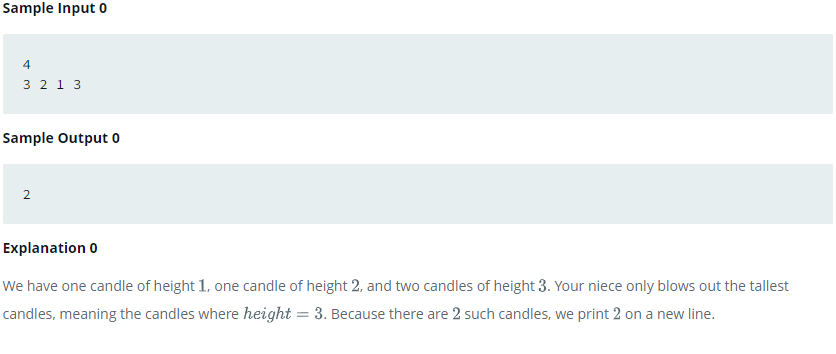 Sample Input 0
4
3 2 1 3
Sample Output 0
2
Explanation 0
We have one candle of height 1, one candle of height 2, and two candles of height 3. Your niece only blows out the tallest
candles, meaning the candles where height = 3. Because there are 2 such candles, we print 2 on a new line.